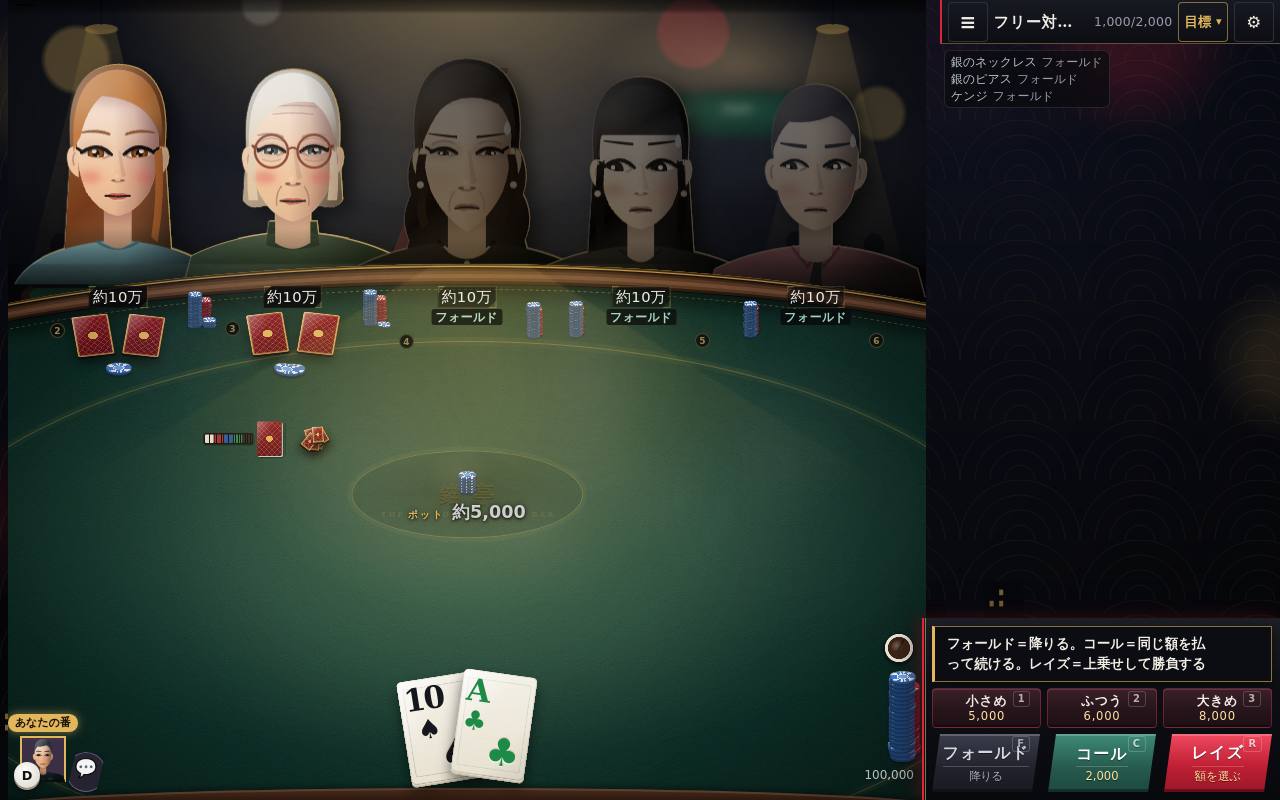 フリー対…
1,000/2,000
目標 ▾
銀のネックレス フォールド
銀のピアス フォールド
ケンジ フォールド
約10万
約10万
約10万
フォールド
約10万
フォールド
約10万
フォールド
2
3
4
5
6
ポット 約5,000
10
A
あなたの番
D
100,000
フォールド＝降りる。コール＝同じ額を払
って続ける。レイズ＝上乗せして勝負する
小さめ 1
5,000
ふつう 2
6,000
大きめ 3
8,000
フォールド F
降りる
コール C
2,000
レイズ R
額を選ぶ